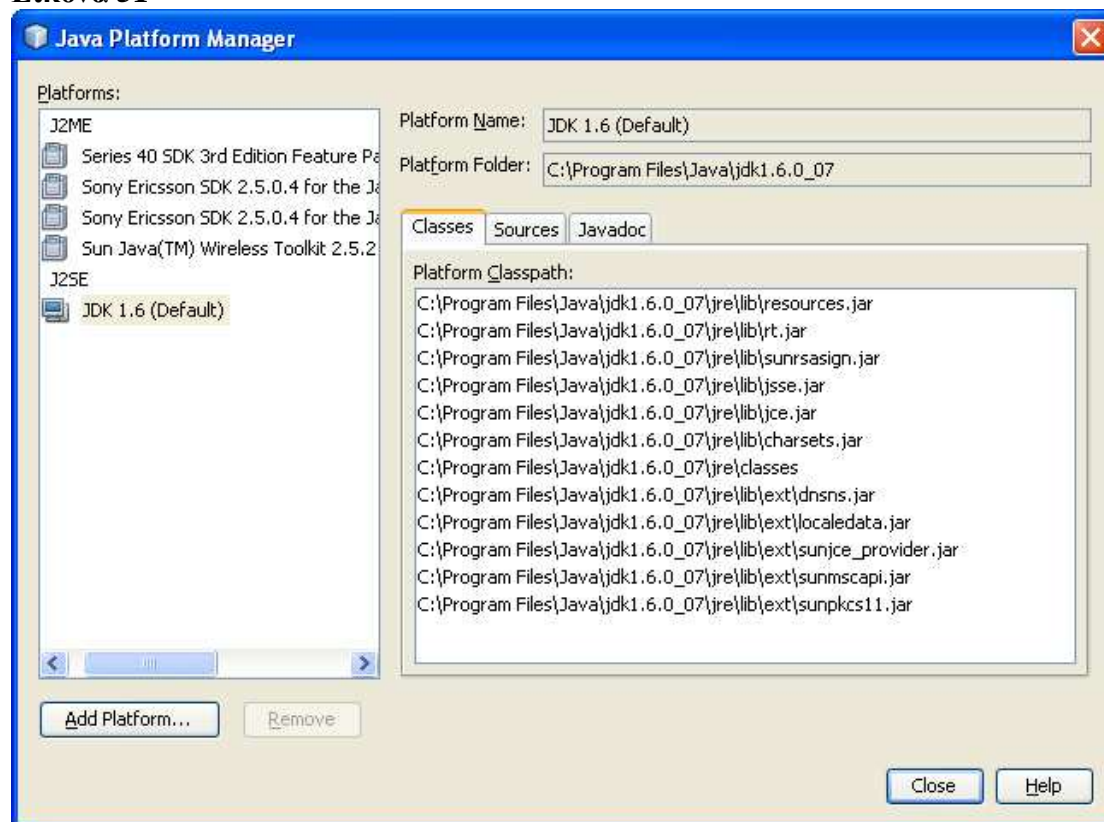 Εικόνα 31
Java Platform Manager
Platforms:
J2ME
Series 40 SDK 3rd Edition Feature Pa
Sony Ericsson SDK 2.5.0.4 for the Ja
Sony Ericsson SDK 2.5.0.4 for the Ja
Sun Java(TM) Wireless Toolkit 2.5.2
J2SE
JDK 1.6 (Default)
Add Platform...
Remove
Platform Name: JDK 1.6 (Default)
Platform Folder: C:\Program Files\Java\jdk1.6.0_07
Classes Sources Javadoc
Platform Classpath:
C:\Program Files\Java\jdk1.6.0_07\jre\lib\resources.jar
C:\Program Files\Java\jdk1.6.0_07\jre\lib\rt.jar
C:\Program Files\Java\jdk1.6.0_07\jre\lib\sunrsasign.jar
C:\Program Files\Java\jdk1.6.0_07\jre\lib\jsse.jar
C:\Program Files\Java\jdk1.6.0_07\jre\lib\jce.jar
C:\Program Files\Java\jdk1.6.0_07\jre\lib\charsets.jar
C:\Program Files\Java\jdk1.6.0_07\jre\classes
C:\Program Files\Java\jdk1.6.0_07\jre\lib\ext\dnsns.jar
C:\Program Files\Java\jdk1.6.0_07\jre\lib\ext\localedata.jar
C:\Program Files\Java\jdk1.6.0_07\jre\lib\ext\sunjce_provider.jar
C:\Program Files\Java\jdk1.6.0_07\jre\lib\ext\sunmscapi.jar
C:\Program Files\Java\jdk1.6.0_07\jre\lib\ext\sunpkcs11.jar
Close Help